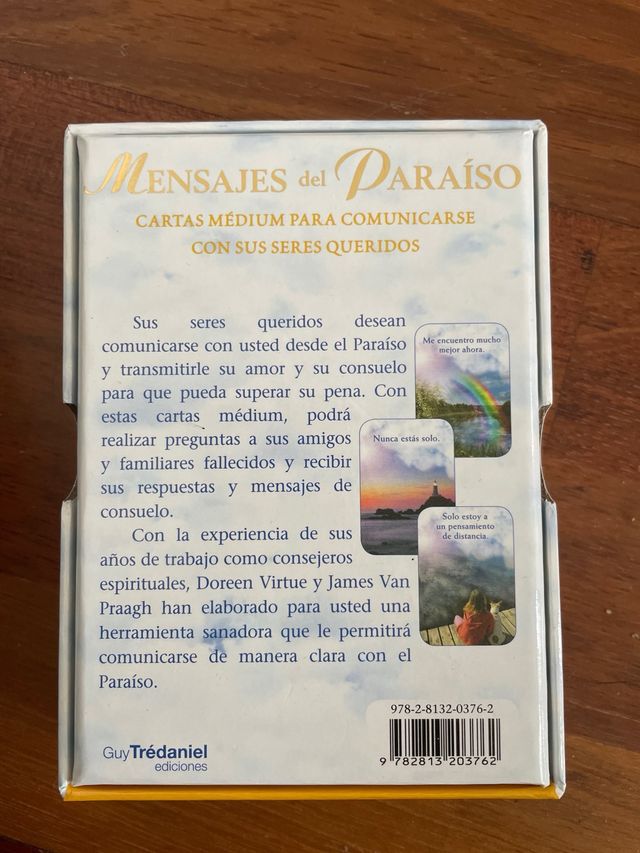 MENSAJES del PARAÍSO
CARTAS MÉDIUM PARA COMUNICARSE
CON SUS SERES QUERIDOS
Sus seres queridos desean
comunicarse con usted desde el Paraíso
y transmitirle su amor y su consuelo
para que pueda superar su pena. Con
estas cartas médium, podrá
realizar preguntas a sus amigos
y familiares fallecidos y recibir
sus respuestas y mensajes de
consuelo.
Con la experiencia de sus
años de trabajo como consejeros
espirituales, Doreen Virtue y James Van
Praagh han elaborado para usted una
herramienta sanadora que le permitirá
comunicarse de manera clara con el
Paraíso.
Me encuentro mucho
mejor ahora.
Nunca estás solo.
Solo estoy a
un pensamiento
de distancia.
978-2-8132-0376-2
9 782813 203762
Guy Trédaniel
ediciones